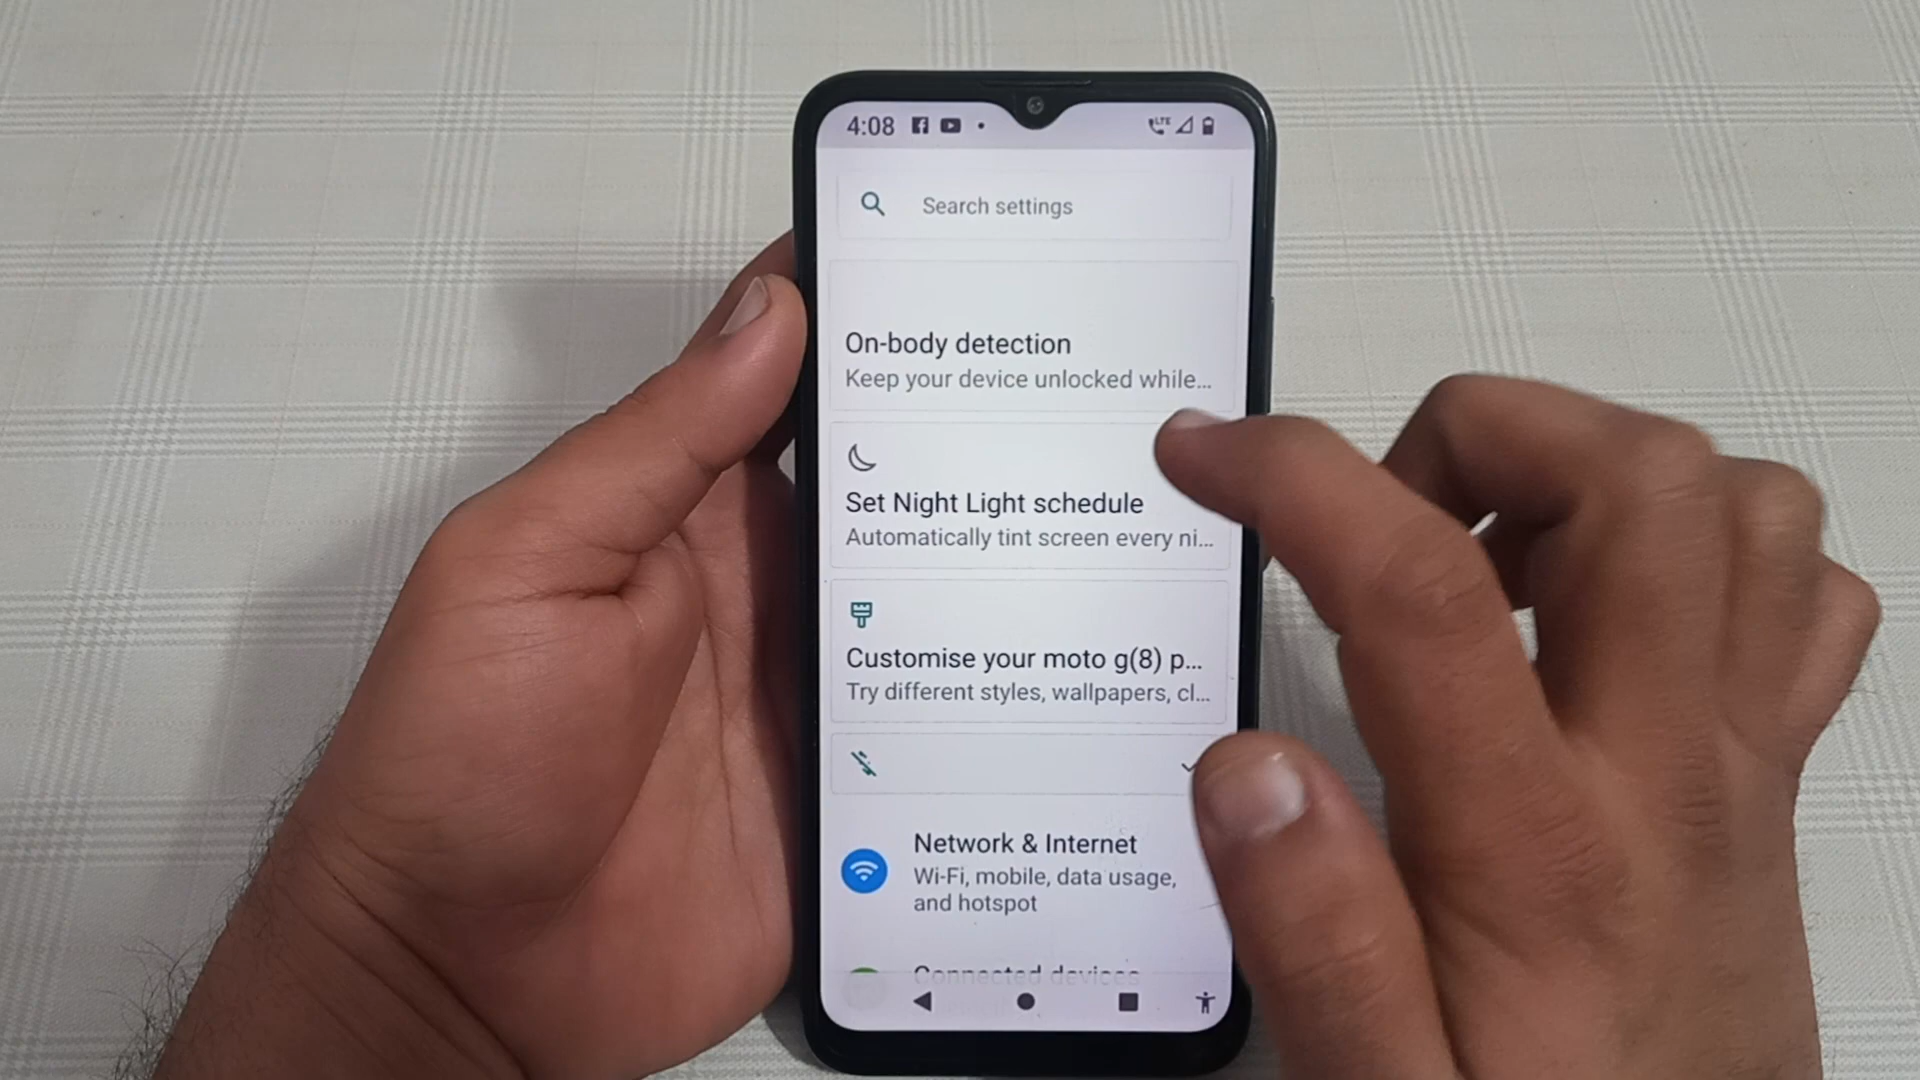 4:08
LTE
Search settings
On-body detection
Keep your device unlocked while...
Set Night Light schedule
Automatically tint screen every ni...
Customise your moto g(8) p...
Try different styles, wallpapers, cl...
Network & Internet
Wi-Fi, mobile, data usage,
and hotspot
Connected devices